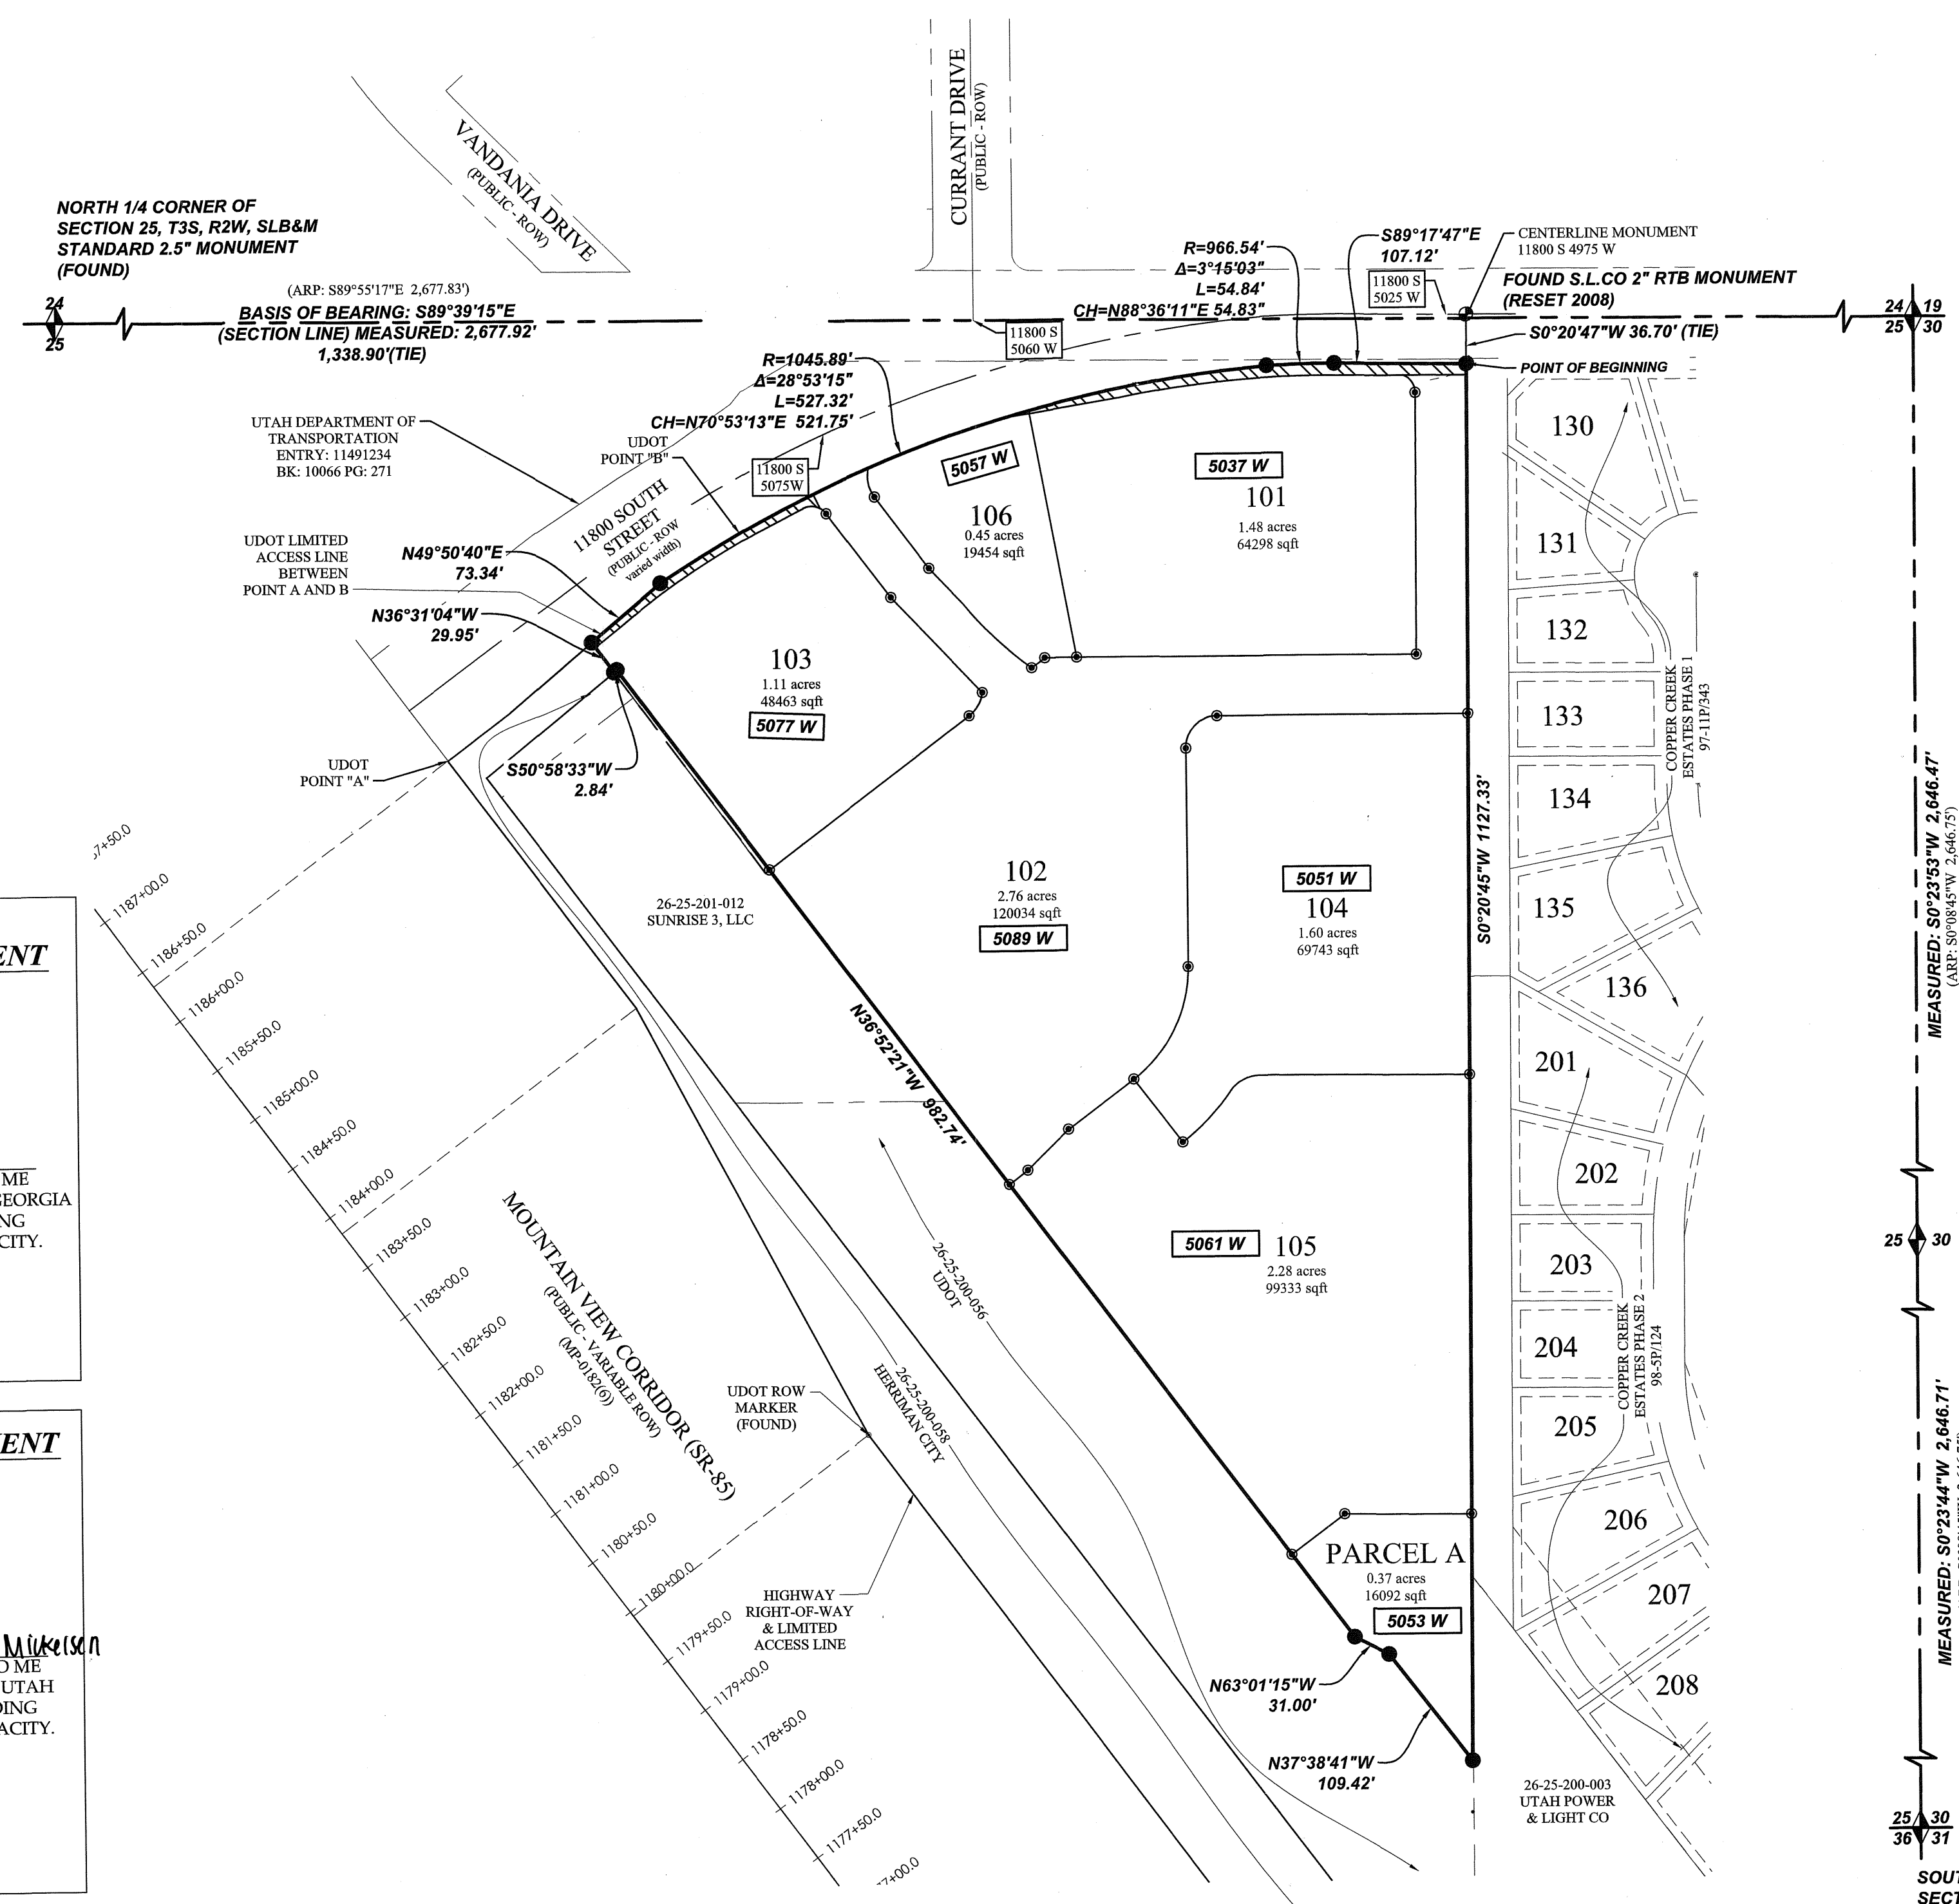 VANDANIA DRIVE
(PUBLIC - ROW)
CURRANT DRIVE
(PUBLIC - ROW)
NORTH 1/4 CORNER OF
SECTION 25, T3S, R2W, SLB&M
STANDARD 2.5" MONUMENT
(FOUND)
24
25
(ARP: S89°55'17"E 2,677.83')
BASIS OF BEARING: S89°39'15"E
(SECTION LINE) MEASURED: 2,677.92'
1,338.90'(TIE)
R=966.54'
Δ=3°15'03"
L=54.84'
CH=N88°36'11"E 54.83"
S89°17'47"E
107.12'
11800 S
5025 W
CENTERLINE MONUMENT
11800 S 4975 W
FOUND S.L.CO 2" RTB MONUMENT
(RESET 2008)
S0°20'47"W 36.70' (TIE)
POINT OF BEGINNING
24 19
25 30
11800 S
5060 W
R=1045.89'
Δ=28°53'15"
L=527.32'
CH=N70°53'13"E 521.75'
UTAH DEPARTMENT OF
TRANSPORTATION
ENTRY: 11491234
BK: 10066 PG: 271
UDOT
POINT "B"
11800 S
5075W
11800 SOUTH
STREET
(PUBLIC - ROW
varied width)
UDOT LIMITED
ACCESS LINE
BETWEEN
POINT A AND B
N49°50'40"E
73.34'
N36°31'04"W
29.95'
UDOT
POINT "A"
S50°58'33"W
2.84'
5057 W
106
0.45 acres
19454 sqft
5037 W
101
1.48 acres
64298 sqft
103
1.11 acres
48463 sqft
5077 W
102
2.76 acres
120034 sqft
5089 W
5051 W
104
1.60 acres
69743 sqft
S0°20'45"W 1127.33'
26-25-201-012
SUNRISE 3, LLC
N36°52'21"W 982.74'
5061 W
105
2.28 acres
99333 sqft
PARCEL A
0.37 acres
16092 sqft
5053 W
N63°01'15"W
31.00'
N37°38'41"W
109.42'
26-25-200-056
UDOT
26-25-200-058
HERRIMAN CITY
MOUNTAIN VIEW CORRIDOR (SR-85)
(PUBLIC - VARIABLE ROW)
(MP-0182(6))
UDOT ROW
MARKER
(FOUND)
HIGHWAY
RIGHT-OF-WAY
& LIMITED
ACCESS LINE
26-25-200-003
UTAH POWER
& LIGHT CO
130
131
132
133
134
135
136
COPPER CREEK
ESTATES PHASE 1
97-11P/343
201
202
203
204
205
206
207
208
COPPER CREEK
ESTATES PHASE 2
98-5P/124
7+50.0
1187+00.0
1186+50.0
1186+00.0
1185+50.0
1185+00.0
1184+50.0
1184+00.0
1183+50.0
1183+00.0
1182+50.0
1182+00.0
1181+50.0
1181+00.0
1180+50.0
1180+00.0
1179+50.0
1179+00.0
1178+50.0
1178+00.0
1177+50.0
7+00.0
MEASURED: S0°23'53"W 2,646.47'
(ARP: S0°08'45"W 2,646.75')
25 30
MEASURED: S0°23'44"W 2,646.71'
25 30
36 31
SOUT
SECT
ENT
ME
GEORGIA
NG
CITY.
ENT
Mickelsen
O ME
UTAH
DING
ACITY.